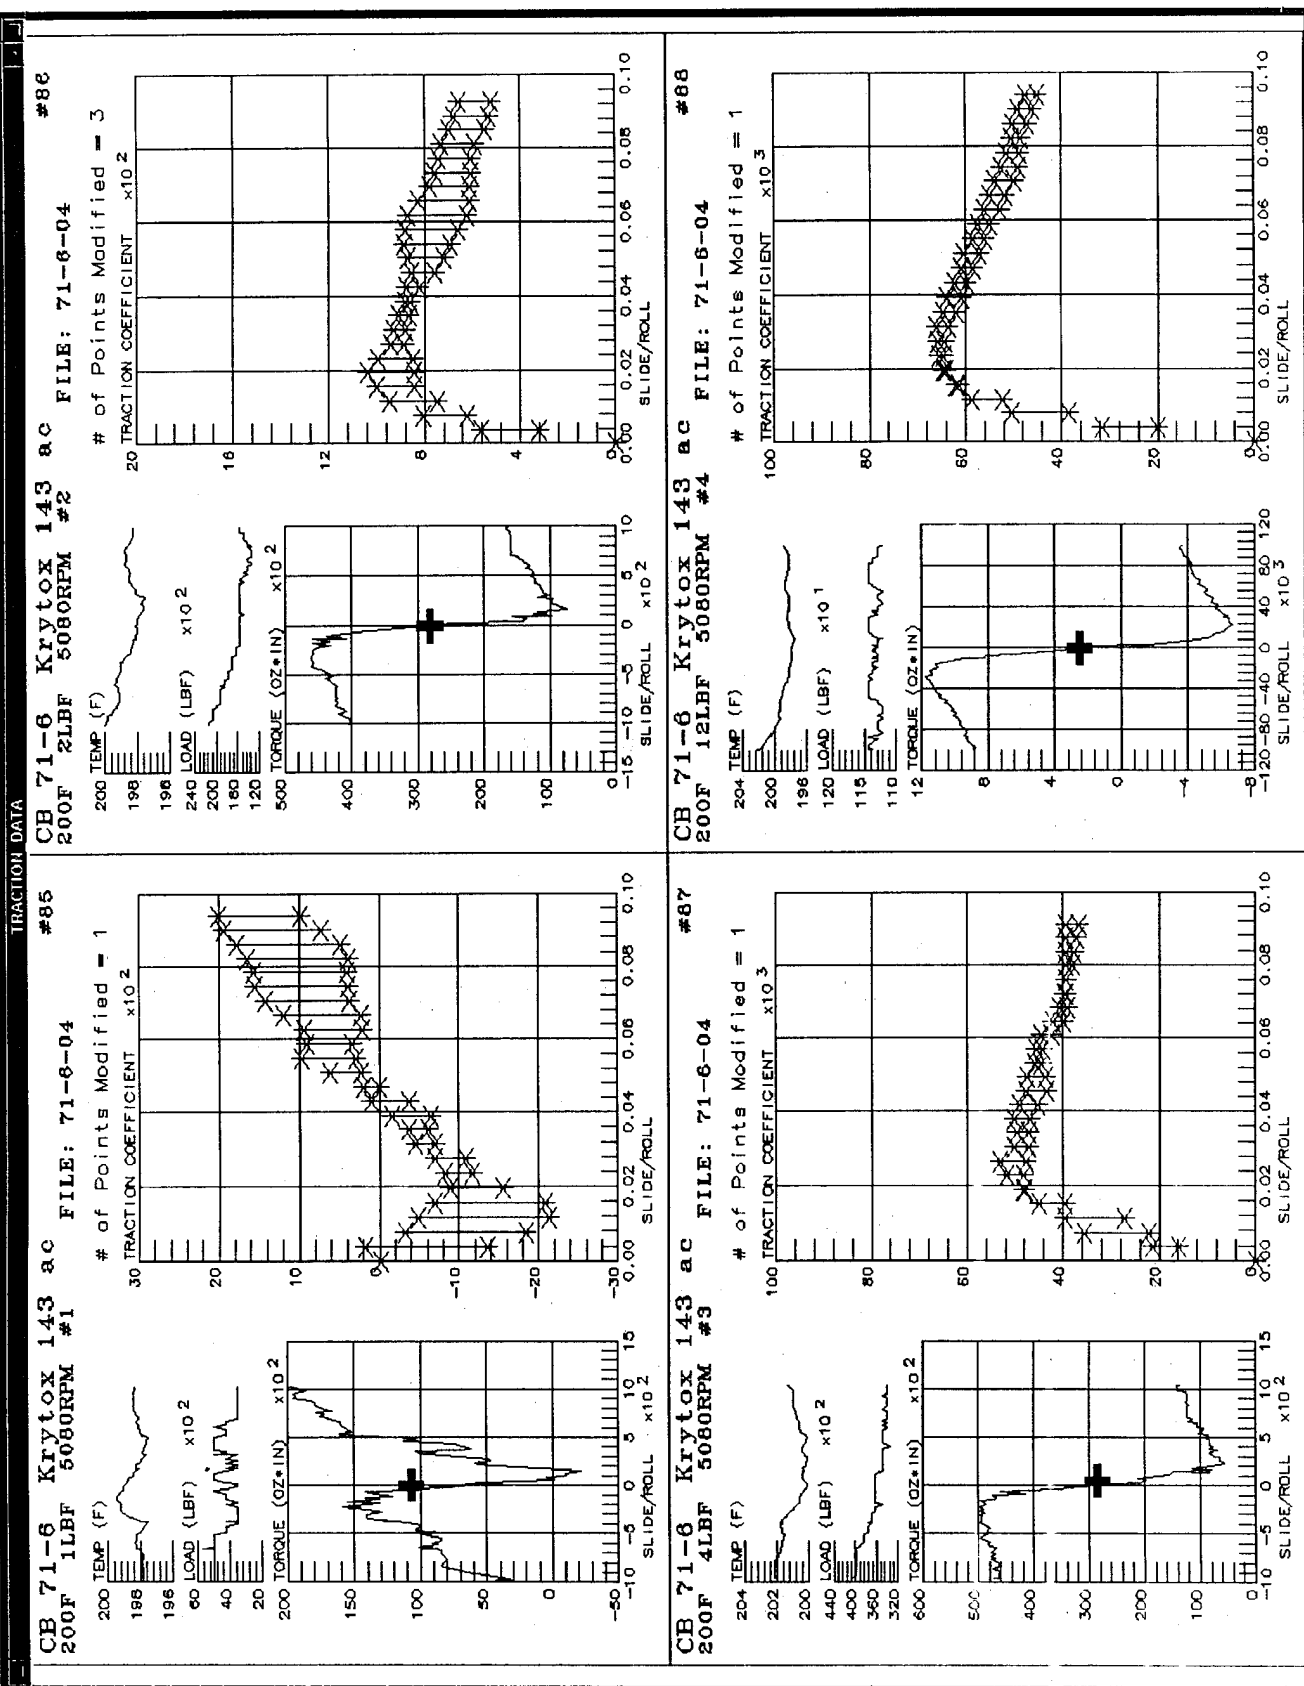 TRACTION DATA
CB 71-6 Krytox 143 ac #85
200F 1LBF 5080RPM #1 FILE: 71-6-04
# of Points Modified = 1
TEMP (F)
200
198
196
LOAD (LBF) x10 2
60
40
20
TORQUE (OZ*IN) x10 2
200
150
100
50
0
-50
-10 -5 0 5 10 15
SLIDE/ROLL x10 2
TRACTION COEFFICIENT x10 2
30
20
10
0
-10
-20
-30
0.00 0.02 0.04 0.06 0.08 0.10
SLIDE/ROLL
CB 71-6 Krytox 143 ac #86
200F 2LBF 5080RPM #2 FILE: 71-6-04
# of Points Modified = 3
TEMP (F)
200
198
196
LOAD (LBF) x10 2
240
200
160
120
TORQUE (OZ*IN) x10 2
500
400
300
200
100
0
-15 -10 -5 0 5 10
SLIDE/ROLL x10 2
TRACTION COEFFICIENT x10 2
20
16
12
8
4
0
0.00 0.02 0.04 0.06 0.08 0.10
SLIDE/ROLL
CB 71-6 Krytox 143 ac #87
200F 4LBF 5080RPM #3 FILE: 71-6-04
# of Points Modified = 1
TEMP (F)
204
202
200
LOAD (LBF) x10 2
440
400
360
320
TORQUE (OZ*IN) x10 2
600
500
400
300
200
100
0
-10 -5 0 5 10 15
SLIDE/ROLL x10 2
TRACTION COEFFICIENT x10 3
100
80
60
40
20
0
0.00 0.02 0.04 0.06 0.08 0.10
SLIDE/ROLL
CB 71-6 Krytox 143 ac #88
200F 12LBF 5080RPM #4 FILE: 71-6-04
# of Points Modified = 1
TEMP (F)
204
200
196
LOAD (LBF) x10 1
120
115
110
TORQUE (OZ*IN)
12
8
4
0
-4
-8
-120 -80 -40 0 40 80 120
SLIDE/ROLL x10 3
TRACTION COEFFICIENT x10 3
100
80
60
40
20
0
0.00 0.02 0.04 0.06 0.08 0.10
SLIDE/ROLL